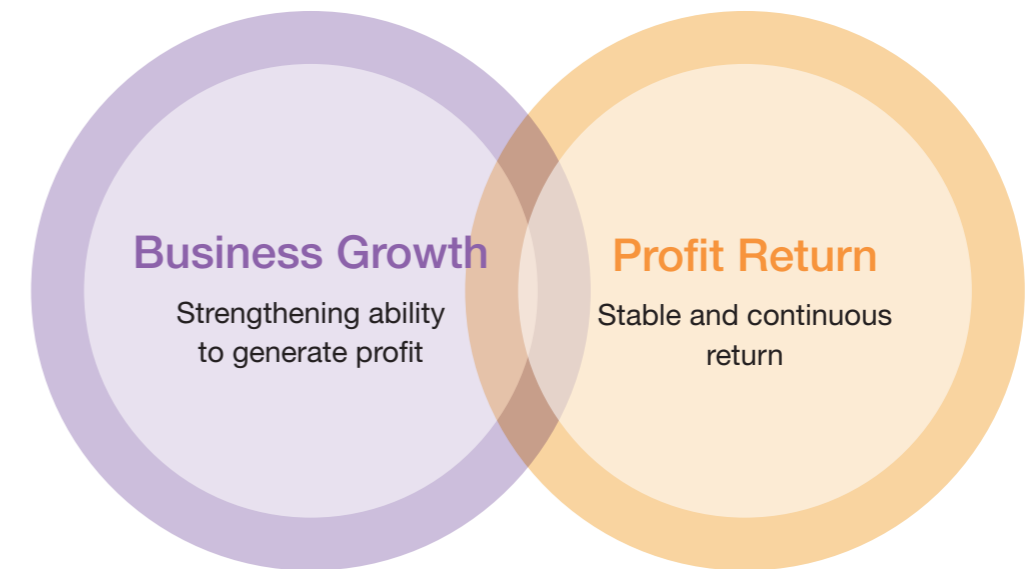 Business Growth
Strengthening ability
to generate profit
Profit Return
Stable and continuous
return